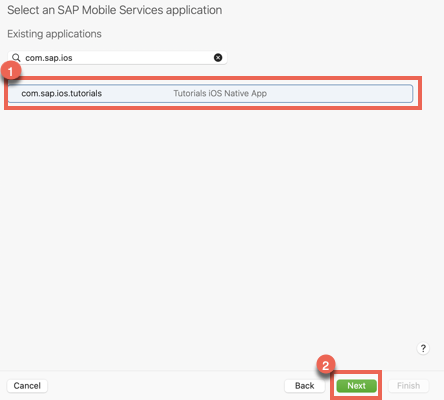 Select an SAP Mobile Services application
Existing applications
com.sap.ios
1
com.sap.ios.tutorials Tutorials iOS Native App
?
2
Cancel Back Next Finish